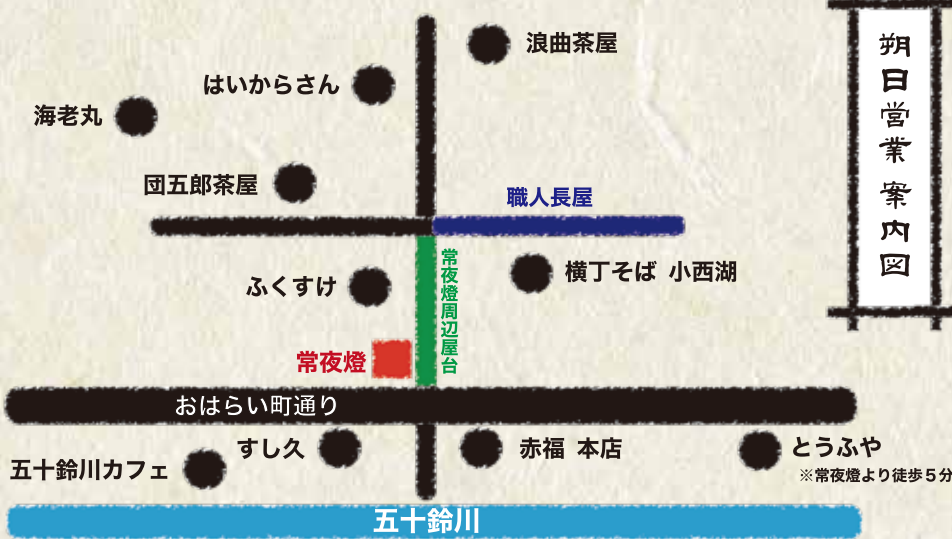 朔日営業 案内図
浪曲茶屋
はいからさん
海老丸
団五郎茶屋
職人長屋
常夜燈周辺屋台
横丁そば 小西湖
ふくすけ
常夜燈
おはらい町通り
すし久
赤福 本店
とうふや
※常夜燈より徒歩5分
五十鈴川カフェ
五十鈴川